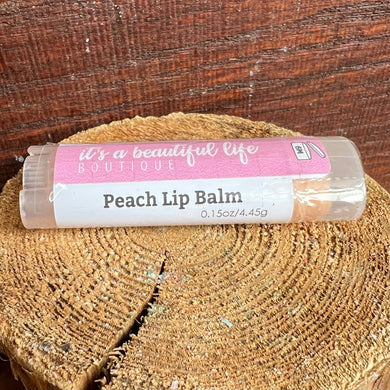 it's a beautiful life
BOUTIQUE
Peach Lip Balm
0.15oz/4.45g